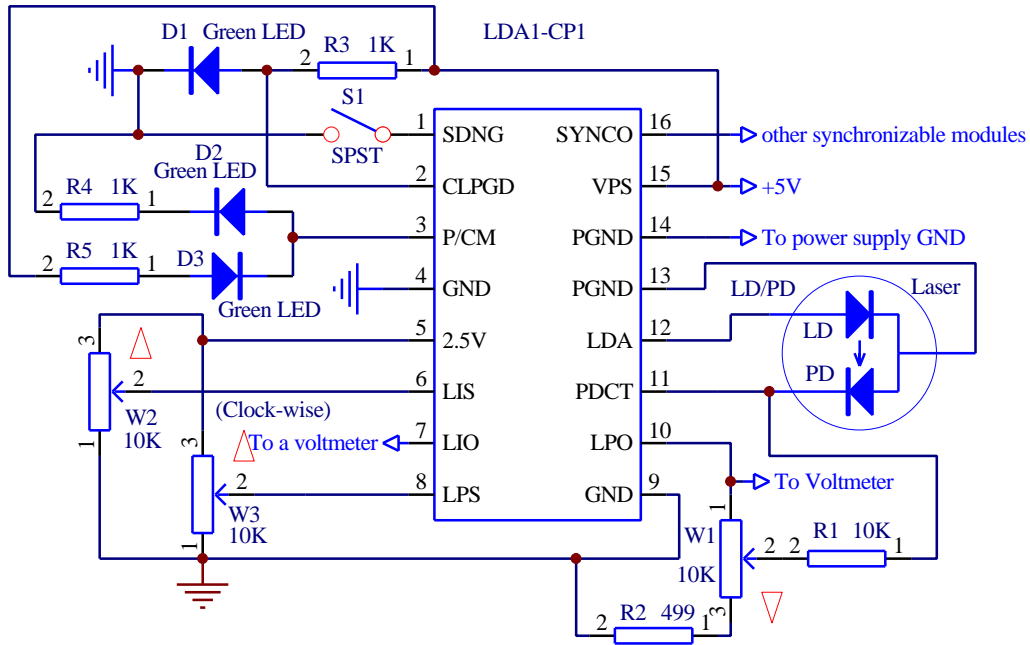 D1 Green LED
R3 1K
LDA1-CP1
2 1
S1
SPST
D2
Green LED
R4 1K
2 1
R5 1K
2 1
D3
Green LED
1 SDNG
2 CLPGD
3 P/CM
4 GND
5 2.5V
6 LIS
7 LIO
8 LPS
SYNCO 16
VPS 15
PGND 14
PGND 13
LDA 12
PDCT 11
LPO 10
GND 9
other synchronizable modules
+5V
To power supply GND
LD/PD
Laser
LD
PD
3
2
W2
10K
1
(Clock-wise)
To a voltmeter
3
2
W3
10K
1
To Voltmeter
1
W1
10K
2
3
R1 10K
2 1
R2 499
2 1